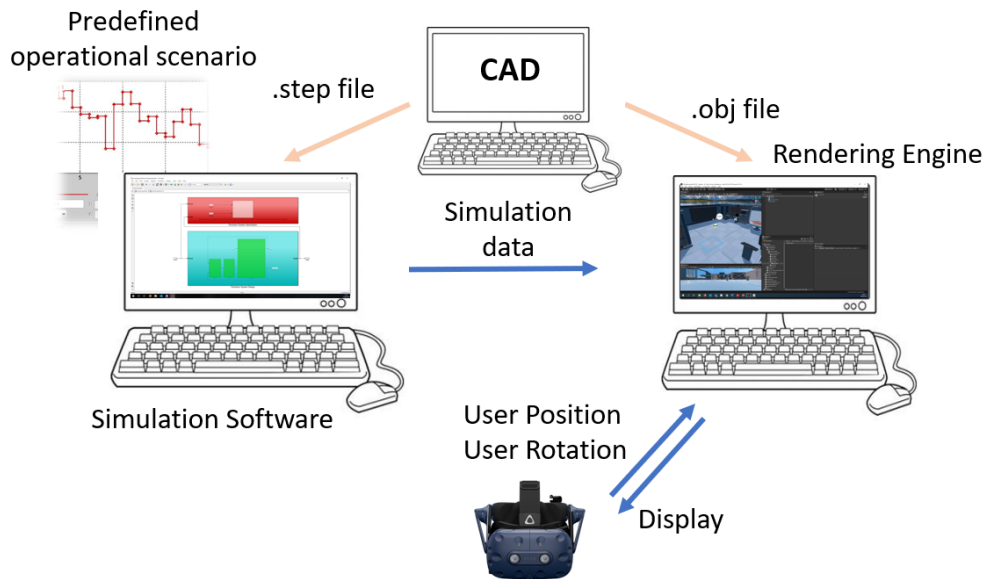 Predefined
operational scenario
CAD
.step file
.obj file
Rendering Engine
Simulation
data
Simulation Software
User Position
User Rotation
Display